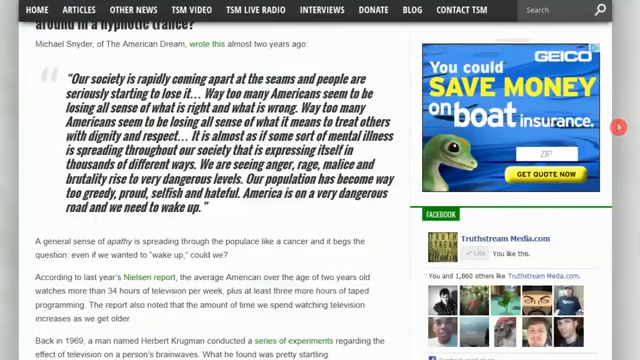 HOME ARTICLES OTHER NEWS TSM VIDEO TSM LIVE RADIO INTERVIEWS DONATE BLOG CONTACT TSM Search
around in a hypnotic trance?
Michael Snyder, of The American Dream, wrote this almost two years ago:
“Our society is rapidly coming apart at the seams and people are
seriously starting to lose it… Way too many Americans seem to be
losing all sense of what is right and what is wrong. Way too many
Americans seem to be losing all sense of what it means to treat others
with dignity and respect… It is almost as if some sort of mental illness
is spreading throughout our society that is expressing itself in
thousands of different ways. We are seeing anger, rage, malice and
brutality rise to very dangerous levels. Our population has become way
too greedy, proud, selfish and hateful. America is on a very dangerous
road and we need to wake up.”
A general sense of apathy is spreading through the populace like a cancer and it begs the
question: even if we wanted to “wake up,” could we?
According to last year's Nielsen report, the average American over the age of two years old
watches more than 34 hours of television per week, plus at least three more hours of taped
programming. The report also noted that the amount of time we spend watching television
increases as we get older.
Back in 1969, a man named Herbert Krugman conducted a series of experiments regarding
the effect of television on a person's brainwaves. What he found was pretty startling.
GEICO
You could
SAVE MONEY
on boat insurance.
ZIP
GET QUOTE NOW
FACEBOOK
Truthstream Media.com
Like You like this.
You and 1,860 others like Truthstream Media.com.